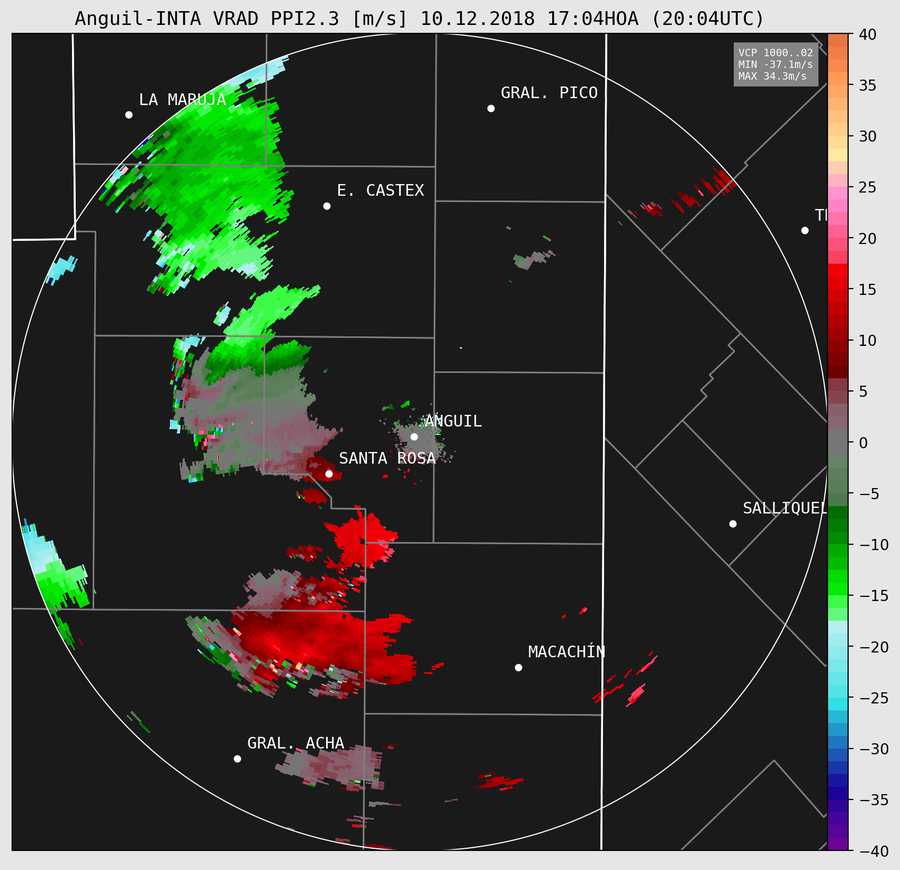 Anguil-INTA VRAD PPI2.3 [m/s] 10.12.2018 17:04HOA (20:04UTC)
VCP 1000..02
MIN -37.1m/s
MAX 34.3m/s
LA MARUJA
GRAL. PICO
E. CASTEX
ANGUIL
SANTA ROSA
SALLIQUEL
MACACHÍN
GRAL. ACHA
40
35
30
25
20
15
10
5
0
−5
−10
−15
−20
−25
−30
−35
−40